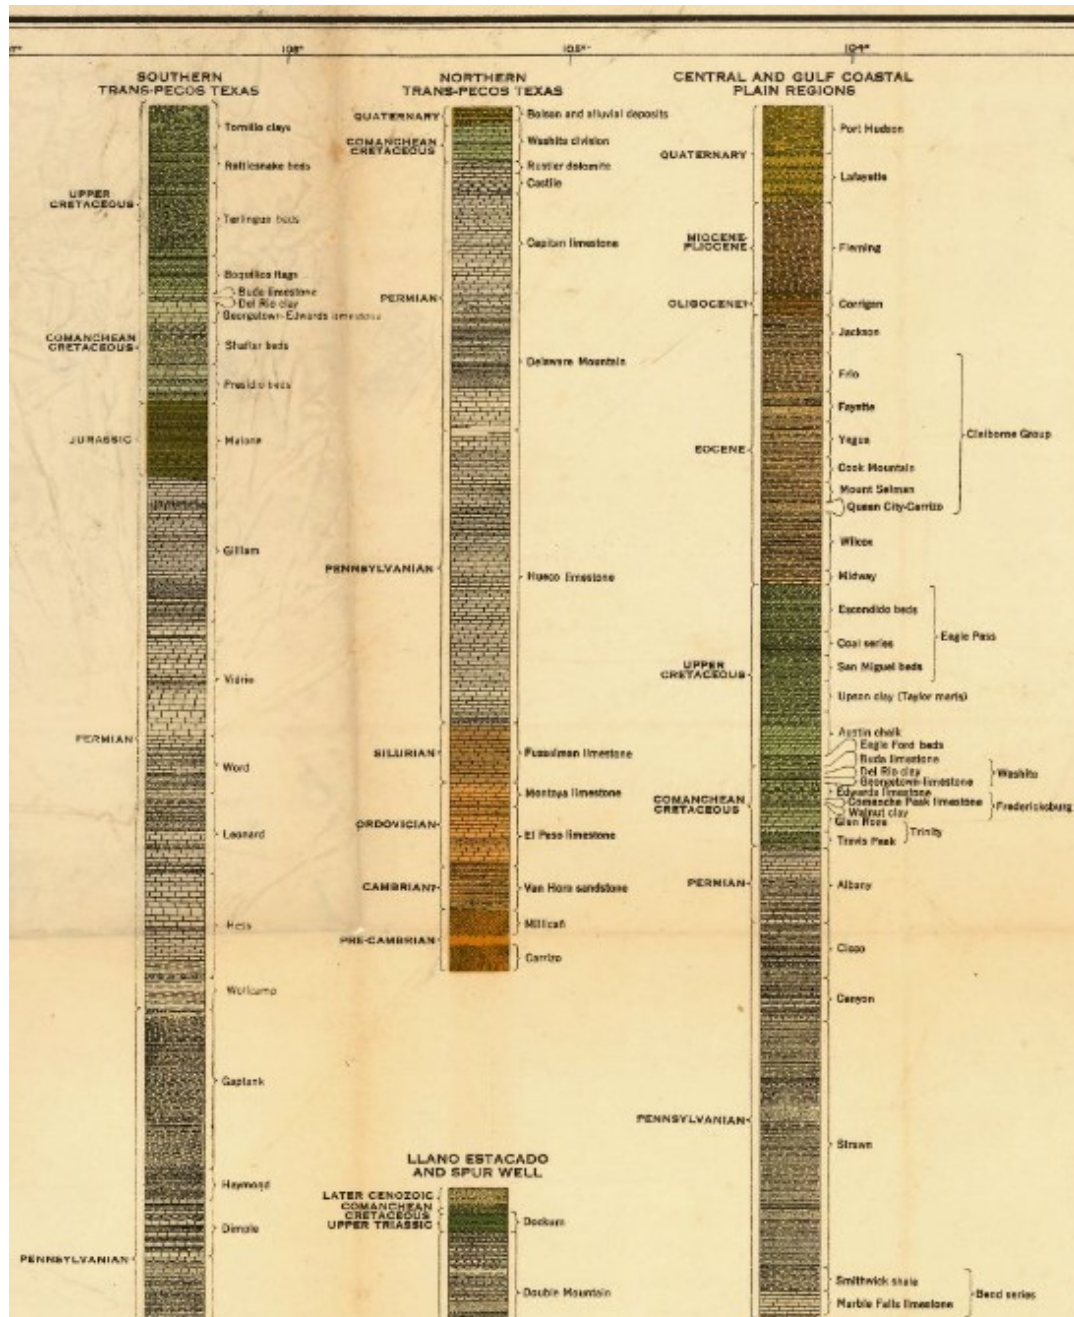 106°
105°
104°
SOUTHERN
TRANS-PECOS TEXAS
UPPER
CRETACEOUS
COMANCHEAN
CRETACEOUS
JURASSIC
PERMIAN
PENNSYLVANIAN
Tornillo clays
Rattlesnake beds
Terlingua beds
Boquillas flags
Buda limestone
Del Rio clay
Georgetown-Edwards limestone
Shafter beds
Presidio beds
Malone
Gilliam
Vidrio
Word
Leonard
Hess
Wolfcamp
Gaptank
Haymond
Dimple
NORTHERN
TRANS-PECOS TEXAS
QUATERNARY
COMANCHEAN
CRETACEOUS
PERMIAN
PENNSYLVANIAN
SILURIAN
ORDOVICIAN
CAMBRIAN?
PRE-CAMBRIAN
Bolson and alluvial deposits
Washita division
Rustler dolomite
Castile
Capitan limestone
Delaware Mountain
Hueco limestone
Fusselman limestone
Montoya limestone
El Paso limestone
Van Horn sandstone
Millican
Carrizo
LLANO ESTACADO
AND SPUR WELL
LATER CENOZOIC
COMANCHEAN
CRETACEOUS
UPPER TRIASSIC
Dockum
Double Mountain
CENTRAL AND GULF COASTAL
PLAIN REGIONS
QUATERNARY
MIOCENE-
PLIOCENE
OLIGOCENE?
EOCENE
UPPER
CRETACEOUS
COMANCHEAN
CRETACEOUS
PERMIAN
PENNSYLVANIAN
Port Hudson
Lafayette
Fleming
Corrigan
Jackson
Frio
Fayette
Yegua
Cook Mountain
Mount Selman
Queen City-Carrizo
Claiborne Group
Wilcox
Midway
Escondido beds
Coal series
San Miguel beds
Eagle Pass
Upson clay (Taylor marls)
Austin chalk
Eagle Ford beds
Buda limestone
Del Rio clay
Georgetown limestone
Washita
Edwards limestone
Comanche Peak limestone
Walnut clay
Fredericksburg
Glen Rose
Travis Peak
Trinity
Albany
Cisco
Canyon
Strawn
Smithwick shale
Marble Falls limestone
Bend series